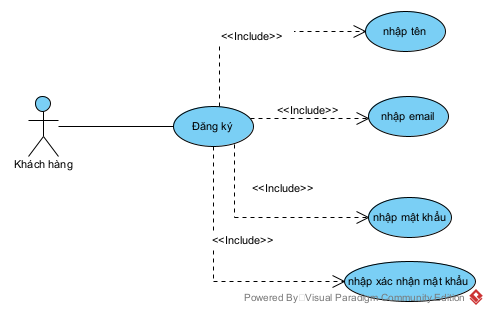 <<Include>>
nhập tên
<<Include>>
nhập email
Đăng ký
Khách hàng
<<Include>>
nhập mật khẩu
<<Include>>
nhập xác nhận mật khẩu
Powered By Visual Paradigm Community Edition